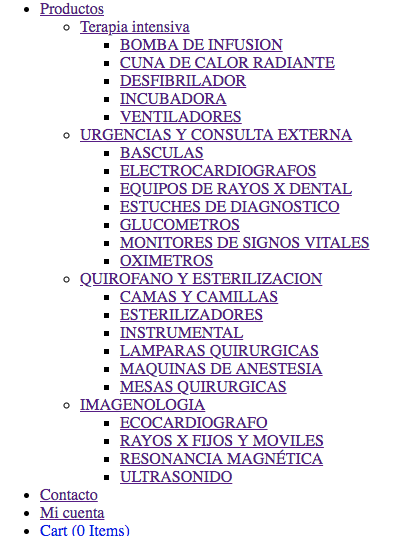 Productos
Terapia intensiva
BOMBA DE INFUSION
CUNA DE CALOR RADIANTE
DESFIBRILADOR
INCUBADORA
VENTILADORES
URGENCIAS Y CONSULTA EXTERNA
BASCULAS
ELECTROCARDIOGRAFOS
EQUIPOS DE RAYOS X DENTAL
ESTUCHES DE DIAGNOSTICO
GLUCOMETROS
MONITORES DE SIGNOS VITALES
OXIMETROS
QUIROFANO Y ESTERILIZACION
CAMAS Y CAMILLAS
ESTERILIZADORES
INSTRUMENTAL
LAMPARAS QUIRURGICAS
MAQUINAS DE ANESTESIA
MESAS QUIRURGICAS
IMAGENOLOGIA
ECOCARDIOGRAFO
RAYOS X FIJOS Y MOVILES
RESONANCIA MAGNÉTICA
ULTRASONIDO
Contacto
Mi cuenta
Cart (0 Items)